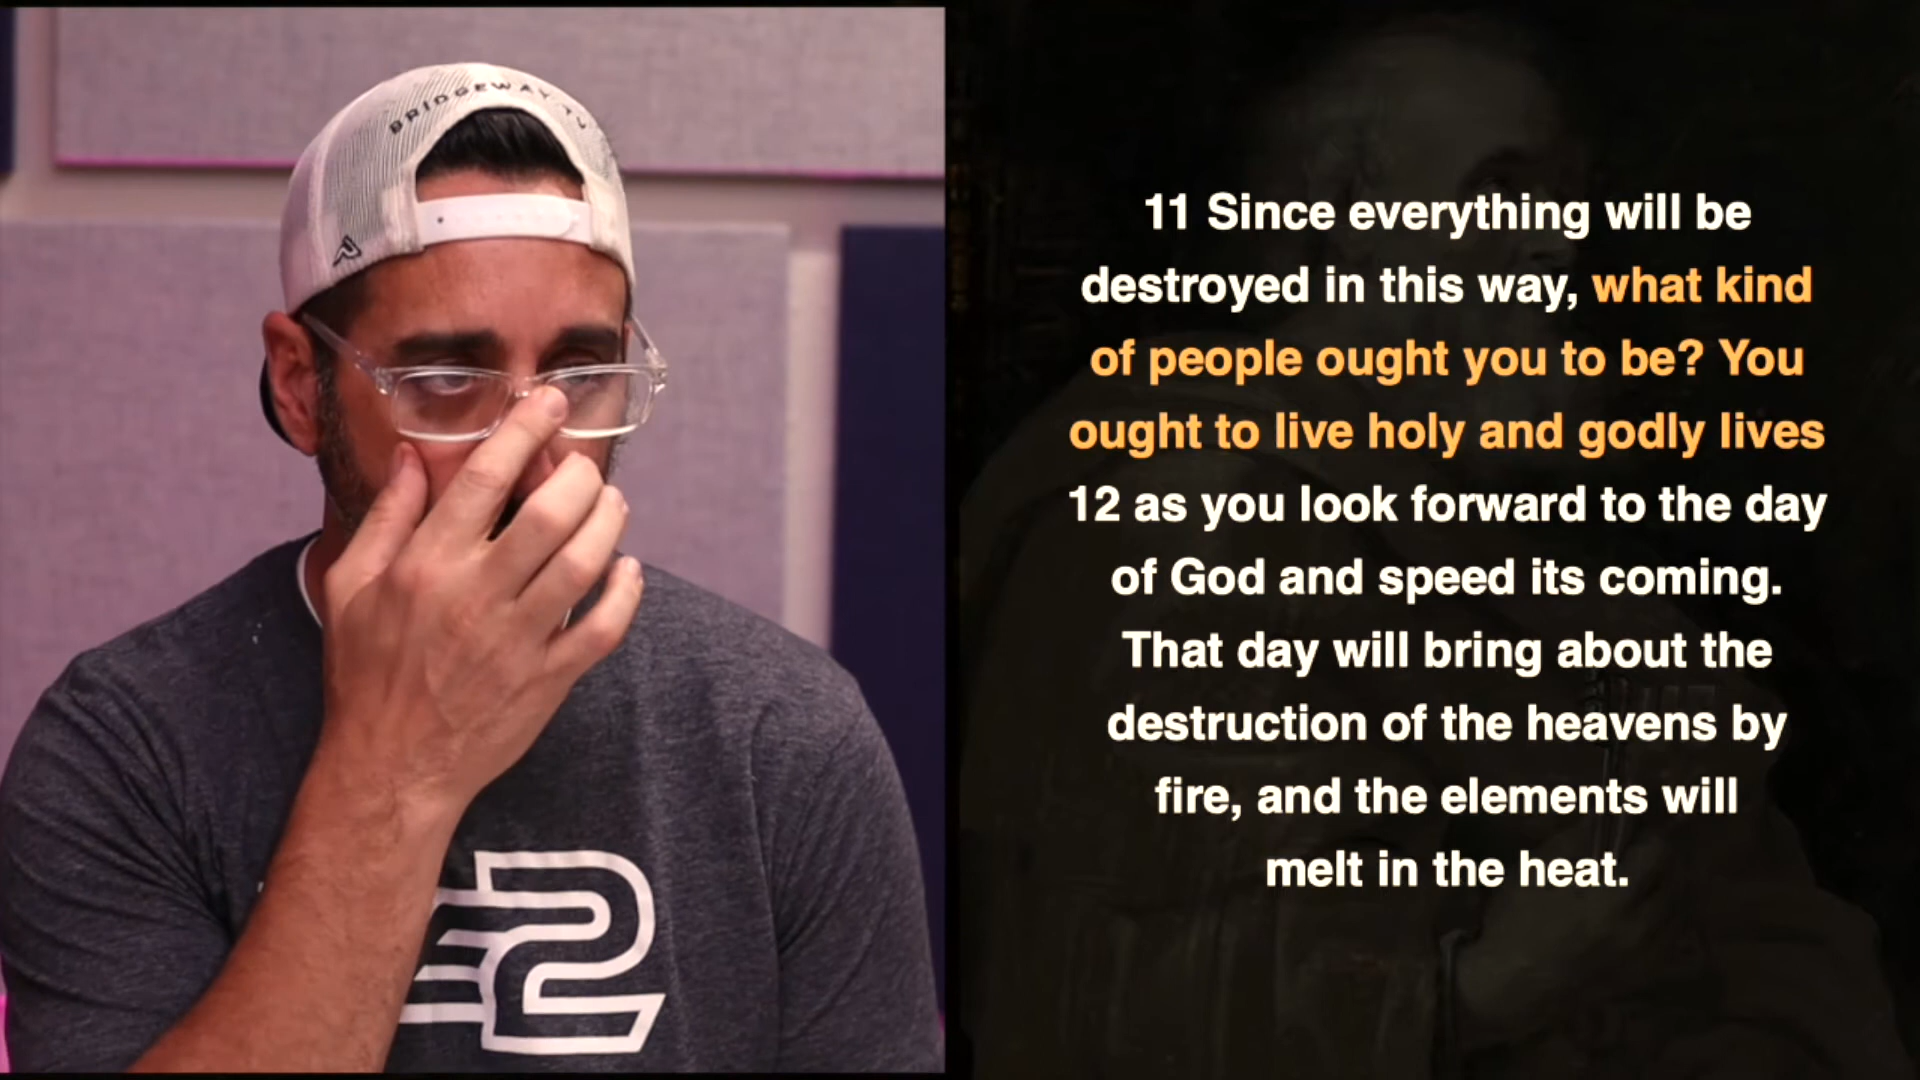 BRIDGEWAY
2
11 Since everything will be
destroyed in this way, what kind
of people ought you to be? You
ought to live holy and godly lives
12 as you look forward to the day
of God and speed its coming.
That day will bring about the
destruction of the heavens by
fire, and the elements will
melt in the heat.